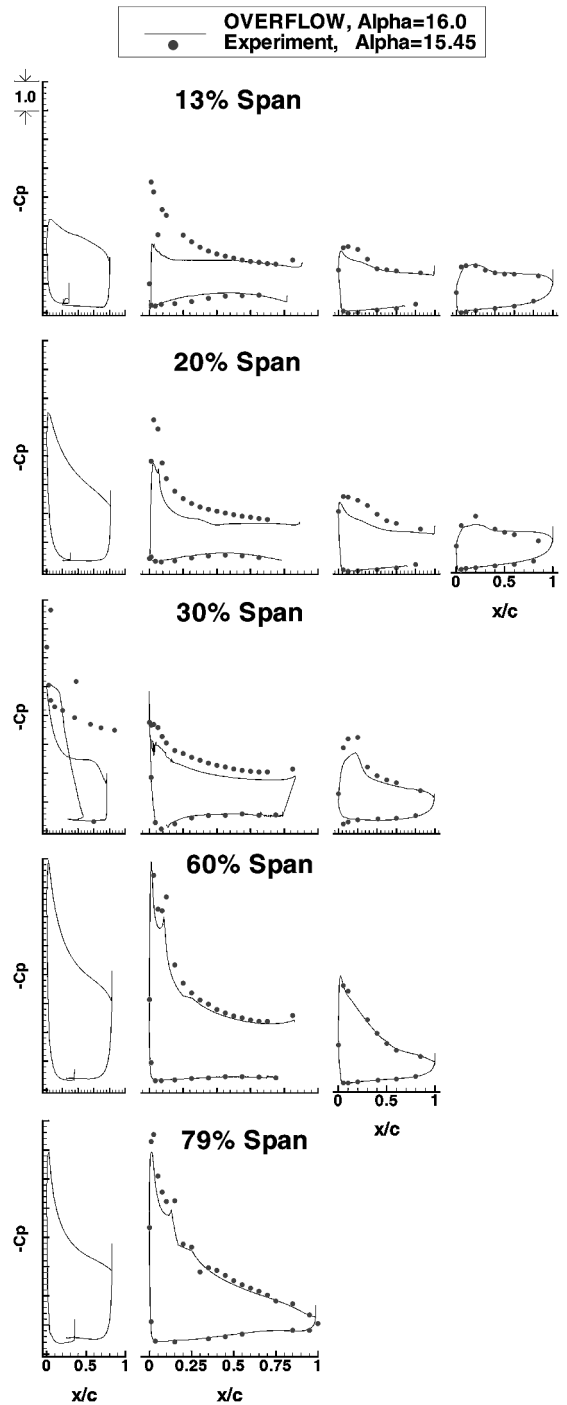 OVERFLOW, Alpha=16.0
Experiment, Alpha=15.45
1.0
13% Span
-Cp
20% Span
-Cp
0 0.5 1
x/c
30% Span
-Cp
60% Span
-Cp
0 0.5 1
x/c
79% Span
-Cp
0 0.5 1 0 0.25 0.5 0.75 1
x/c x/c